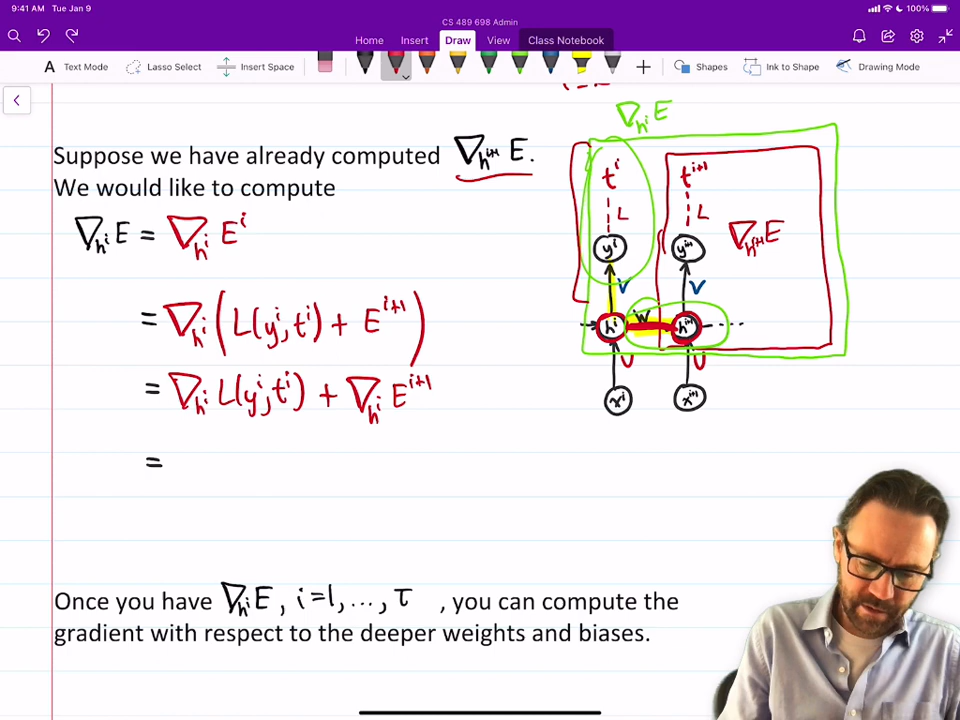 9:41 AM Tue Jan 9
100%
CS 489 698 Admin
Home Insert Draw View Class Notebook
A Text Mode Lasso Select Insert Space Shapes Ink to Shape Drawing Mode
∇hⁱE
Suppose we have already computed ∇hⁱ⁺¹ E.
We would like to compute
∇hⁱ E = ∇hⁱ Eⁱ
= ∇hⁱ ( L(yⁱ, tⁱ) + Eⁱ⁺¹ )
= ∇hⁱ L(yⁱ, tⁱ) + ∇hⁱ Eⁱ⁺¹
=
tⁱ tⁱ⁺¹
L L
yⁱ yⁱ⁺¹ ∇hⁱ⁺¹E
V V
hⁱ W hⁱ⁺¹
U U
xⁱ xⁱ⁺¹
Once you have ∇hⁱE , i=1, ..., τ , you can compute the
gradient with respect to the deeper weights and biases.